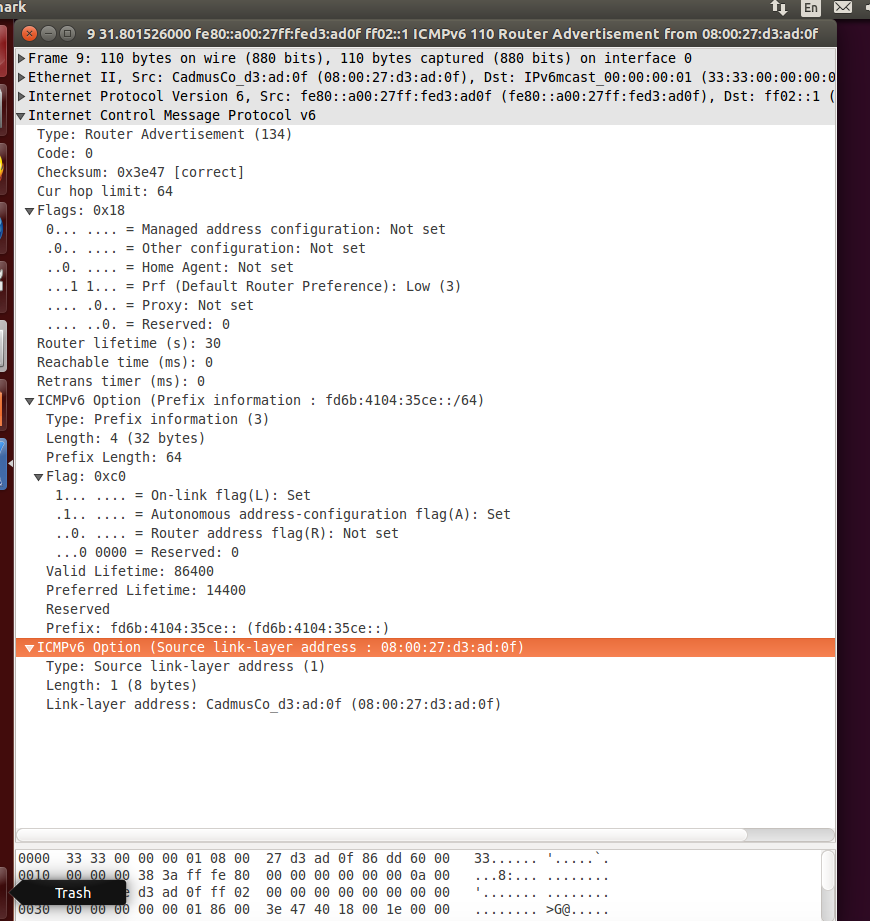 nark
En
9 31.801526000 fe80::a00:27ff:fed3:ad0f ff02::1 ICMPv6 110 Router Advertisement from 08:00:27:d3:ad:0f
Frame 9: 110 bytes on wire (880 bits), 110 bytes captured (880 bits) on interface 0
Ethernet II, Src: CadmusCo_d3:ad:0f (08:00:27:d3:ad:0f), Dst: IPv6mcast_00:00:00:01 (33:33:00:00:00:0
Internet Protocol Version 6, Src: fe80::a00:27ff:fed3:ad0f (fe80::a00:27ff:fed3:ad0f), Dst: ff02::1 (
Internet Control Message Protocol v6
Type: Router Advertisement (134)
Code: 0
Checksum: 0x3e47 [correct]
Cur hop limit: 64
Flags: 0x18
0... .... = Managed address configuration: Not set
.0.. .... = Other configuration: Not set
..0. .... = Home Agent: Not set
...1 1... = Prf (Default Router Preference): Low (3)
.... .0.. = Proxy: Not set
.... ..0. = Reserved: 0
Router lifetime (s): 30
Reachable time (ms): 0
Retrans timer (ms): 0
ICMPv6 Option (Prefix information : fd6b:4104:35ce::/64)
Type: Prefix information (3)
Length: 4 (32 bytes)
Prefix Length: 64
Flag: 0xc0
1... .... = On-link flag(L): Set
.1.. .... = Autonomous address-configuration flag(A): Set
..0. .... = Router address flag(R): Not set
...0 0000 = Reserved: 0
Valid Lifetime: 86400
Preferred Lifetime: 14400
Reserved
Prefix: fd6b:4104:35ce:: (fd6b:4104:35ce::)
ICMPv6 Option (Source link-layer address : 08:00:27:d3:ad:0f)
Type: Source link-layer address (1)
Length: 1 (8 bytes)
Link-layer address: CadmusCo_d3:ad:0f (08:00:27:d3:ad:0f)
0000 33 33 00 00 00 01 08 00 27 d3 ad 0f 86 dd 60 00 33...... '.....`.
0010 00 00 00 38 3a ff fe 80 00 00 00 00 00 00 0a 00 ...8:... ........
Trash e d3 ad 0f ff 02 00 00 00 00 00 00 00 00 '....... ........
0030 00 00 00 00 00 01 86 00 3e 47 40 18 00 1e 00 00 ........ >G@.....